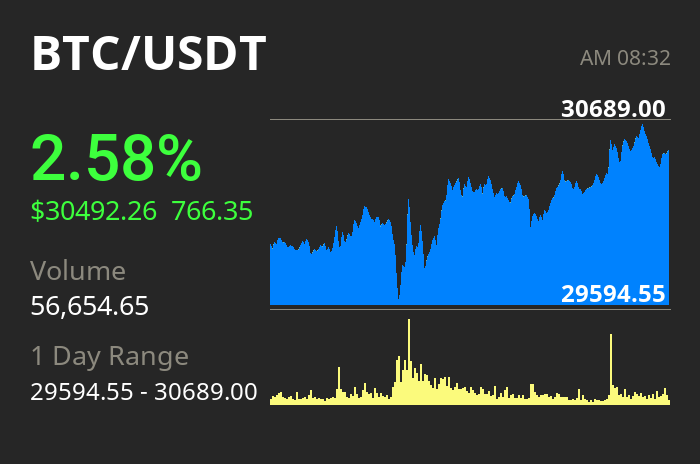 BTC/USDT
AM 08:32
30689.00
2.58%
$30492.26 766.35
Volume
56,654.65
29594.55
1 Day Range
29594.55 - 30689.00